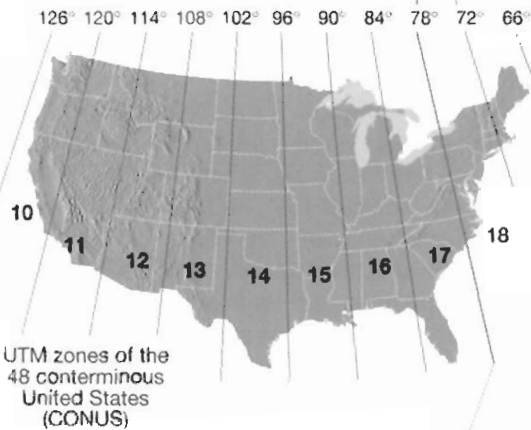 126° 120° 114° 108° 102° 96° 90° 84° 78° 72° 66°
10
11
12
13
14
15
16
17
18
UTM zones of the
48 conterminous
United States
(CONUS)